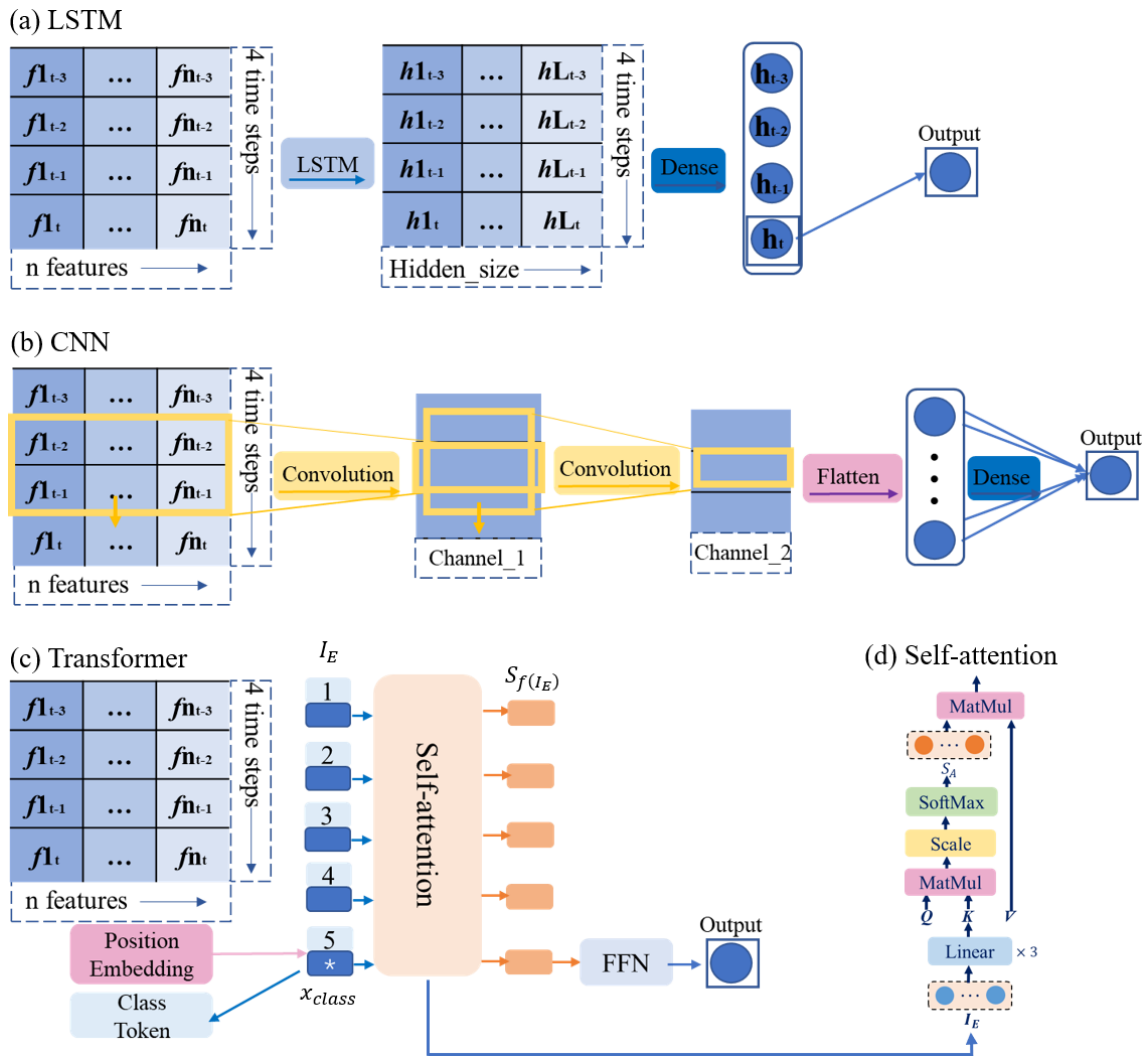 (a) LSTM
f1t-3 … fnt-3
f1t-2 … fnt-2
f1t-1 … fnt-1
f1t … fnt
n features
4 time steps
LSTM
h1t-3 … hLt-3
h1t-2 … hLt-2
h1t-1 … hLt-1
h1t … hLt
Hidden_size
4 time steps
Dense
ht-3
ht-2
ht-1
ht
Output
(b) CNN
f1t-3 … fnt-3
f1t-2 … fnt-2
f1t-1 … fnt-1
f1t … fnt
n features
4 time steps
Convolution
Channel_1
Convolution
Channel_2
Flatten
Dense
Output
(c) Transformer
f1t-3 … fnt-3
f1t-2 … fnt-2
f1t-1 … fnt-1
f1t … fnt
n features
4 time steps
Position
Embedding
Class
Token
IE
1
2
3
4
5
*
xclass
Self-attention
Sf(IE)
FFN
Output
(d) Self-attention
MatMul
…
SA
SoftMax
Scale
MatMul
Q K V
Linear × 3
…
IE